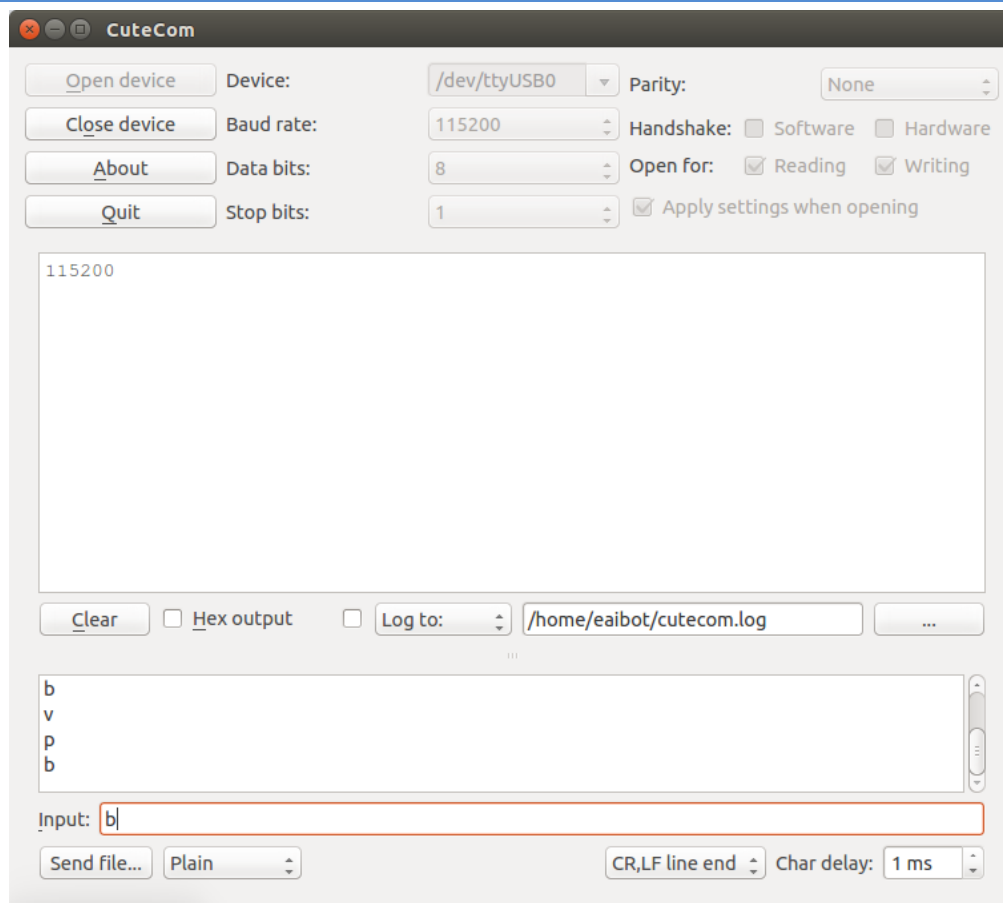 CuteCom
Open device Device: /dev/ttyUSB0 Parity: None
Close device Baud rate: 115200 Handshake: Software Hardware
About Data bits: 8 Open for: Reading Writing
Quit Stop bits: 1 Apply settings when opening
115200
Clear Hex output Log to: /home/eaibot/cutecom.log ...
b
v
p
b
Input: b
Send file... Plain CR,LF line end Char delay: 1 ms